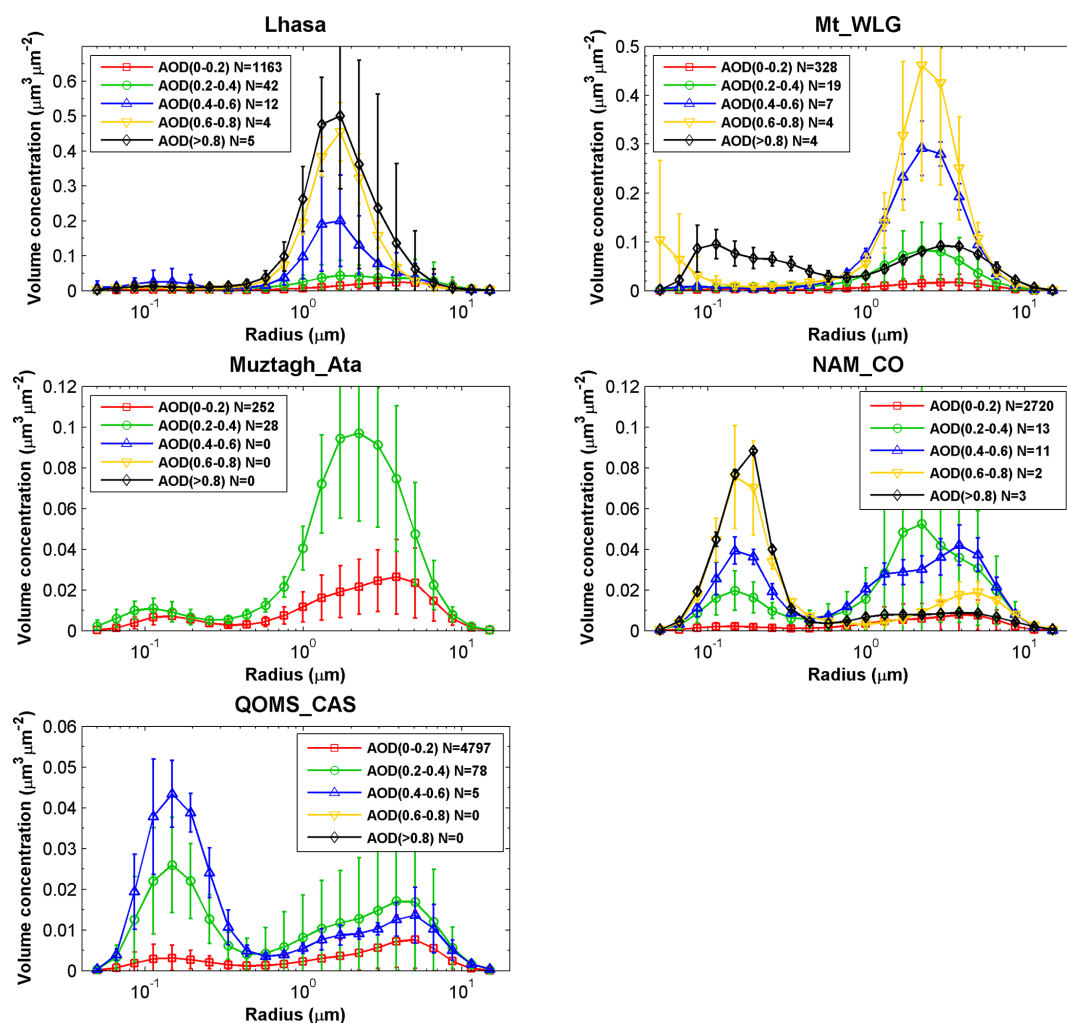 Lhasa
Volume concentration (μm³ μm⁻²)
0.6
0.5
0.4
0.3
0.2
0.1
0
AOD(0-0.2) N=1163
AOD(0.2-0.4) N=42
AOD(0.4-0.6) N=12
AOD(0.6-0.8) N=4
AOD(>0.8) N=5
10⁻¹ 10⁰ 10¹
Radius (μm)
Mt_WLG
Volume concentration (μm³ μm⁻²)
0.5
0.4
0.3
0.2
0.1
0
AOD(0-0.2) N=328
AOD(0.2-0.4) N=19
AOD(0.4-0.6) N=7
AOD(0.6-0.8) N=4
AOD(>0.8) N=4
10⁻¹ 10⁰ 10¹
Radius (μm)
Muztagh_Ata
Volume concentration (μm³ μm⁻²)
0.12
0.1
0.08
0.06
0.04
0.02
0
AOD(0-0.2) N=252
AOD(0.2-0.4) N=28
AOD(0.4-0.6) N=0
AOD(0.6-0.8) N=0
AOD(>0.8) N=0
10⁻¹ 10⁰ 10¹
Radius (μm)
NAM_CO
Volume concentration (μm³ μm⁻²)
0.12
0.1
0.08
0.06
0.04
0.02
0
AOD(0-0.2) N=2720
AOD(0.2-0.4) N=13
AOD(0.4-0.6) N=11
AOD(0.6-0.8) N=2
AOD(>0.8) N=3
10⁻¹ 10⁰ 10¹
Radius (μm)
QOMS_CAS
Volume concentration (μm³ μm⁻²)
0.06
0.05
0.04
0.03
0.02
0.01
0
AOD(0-0.2) N=4797
AOD(0.2-0.4) N=78
AOD(0.4-0.6) N=5
AOD(0.6-0.8) N=0
AOD(>0.8) N=0
10⁻¹ 10⁰ 10¹
Radius (μm)